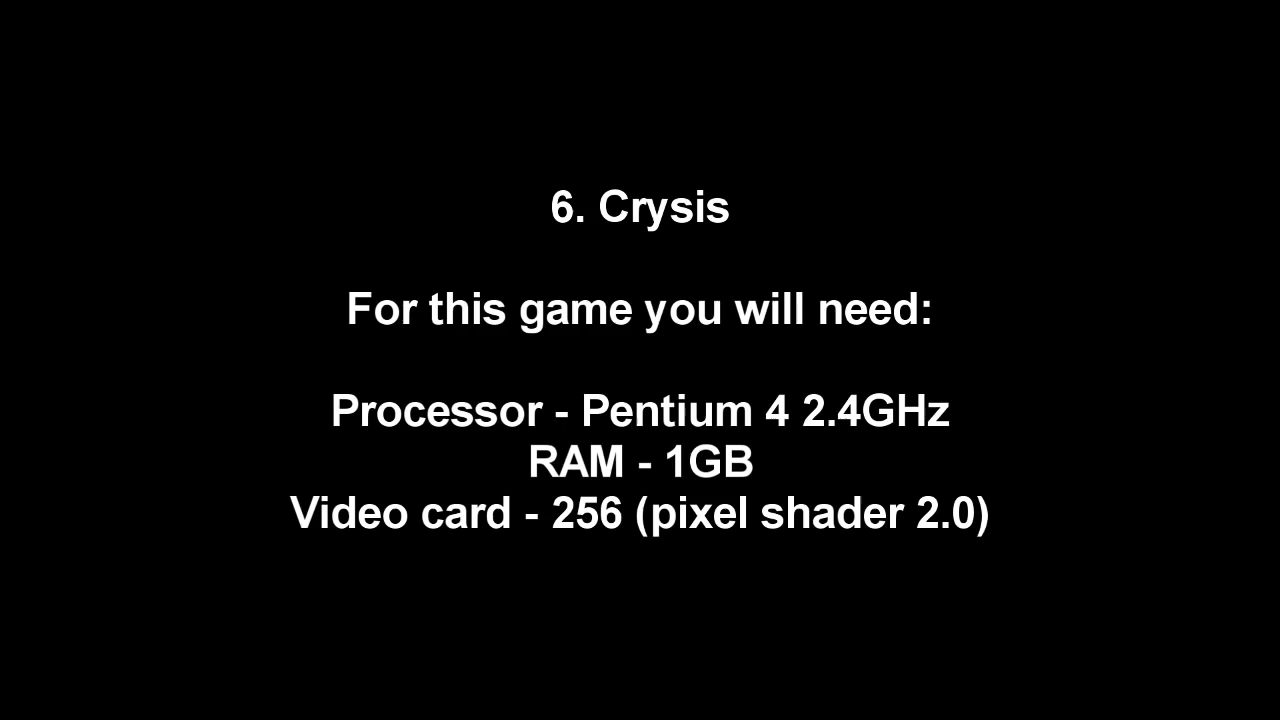 6. Crysis
For this game you will need:
Processor - Pentium 4 2.4GHz
RAM - 1GB
Video card - 256 (pixel shader 2.0)